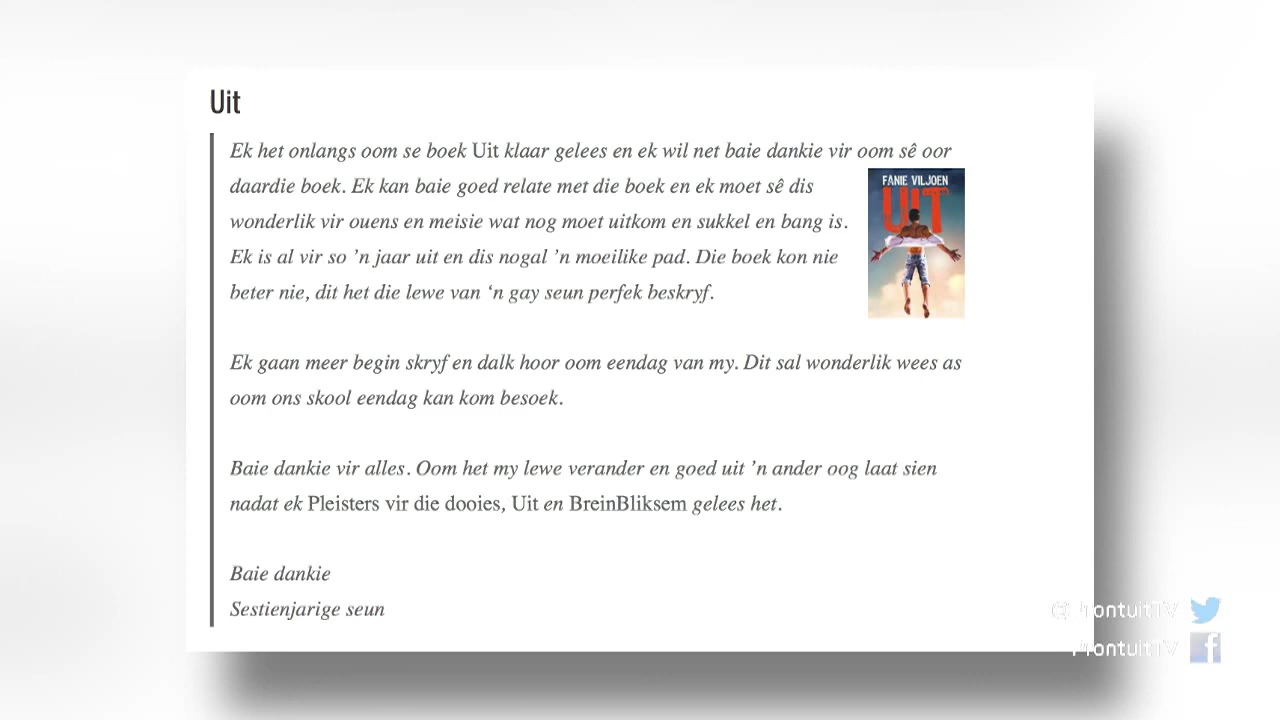 Uit
Ek het onlangs oom se boek Uit klaar gelees en ek wil net baie dankie vir oom sê oor
daardie boek. Ek kan baie goed relate met die boek en ek moet sê dis
wonderlik vir ouens en meisie wat nog moet uitkom en sukkel en bang is.
Ek is al vir so ’n jaar uit en dis nogal ’n moeilike pad. Die boek kon nie
beter nie, dit het die lewe van ‘n gay seun perfek beskryf.
FANIE VILJOEN
UIT
Ek gaan meer begin skryf en dalk hoor oom eendag van my. Dit sal wonderlik wees as
oom ons skool eendag kan kom besoek.
Baie dankie vir alles. Oom het my lewe verander en goed uit ’n ander oog laat sien
nadat ek Pleisters vir die dooies, Uit en BreinBliksem gelees het.
Baie dankie
Sestienjarige seun